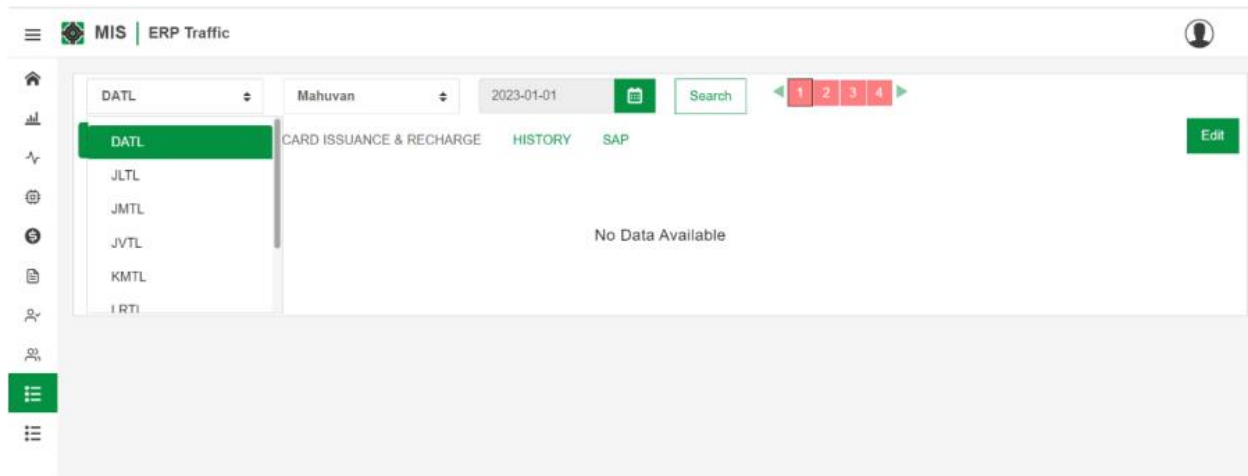 MIS | ERP Traffic
DATL Mahuvan 2023-01-01 Search 1 2 3 4
DATL CARD ISSUANCE & RECHARGE HISTORY SAP Edit
JLTL
JMTL
JVTL No Data Available
KMTL
LRTL